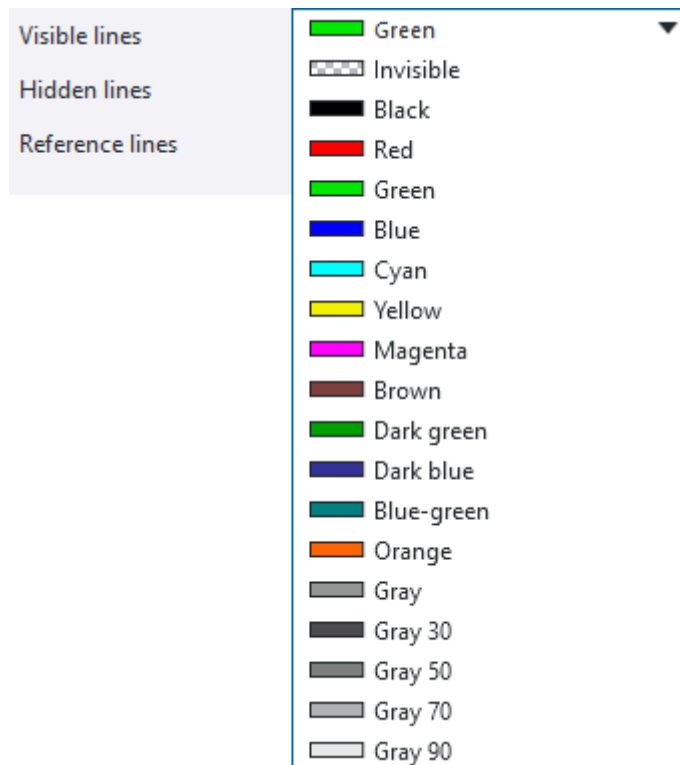 Visible lines
Hidden lines
Reference lines
Green
Invisible
Black
Red
Green
Blue
Cyan
Yellow
Magenta
Brown
Dark green
Dark blue
Blue-green
Orange
Gray
Gray 30
Gray 50
Gray 70
Gray 90